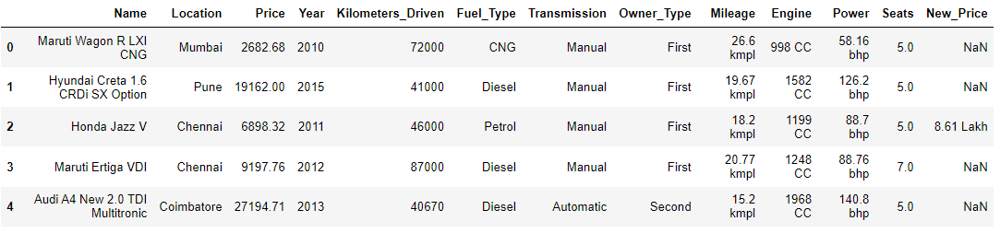 Name Location Price Year Kilometers_Driven Fuel_Type Transmission Owner_Type Mileage Engine Power Seats New_Price
0 Maruti Wagon R LXI CNG Mumbai 2682.68 2010 72000 CNG Manual First 26.6 kmpl 998 CC 58.16 bhp 5.0 NaN
1 Hyundai Creta 1.6 CRDi SX Option Pune 19162.00 2015 41000 Diesel Manual First 19.67 kmpl 1582 CC 126.2 bhp 5.0 NaN
2 Honda Jazz V Chennai 6898.32 2011 46000 Petrol Manual First 18.2 kmpl 1199 CC 88.7 bhp 5.0 8.61 Lakh
3 Maruti Ertiga VDI Chennai 9197.76 2012 87000 Diesel Manual First 20.77 kmpl 1248 CC 88.76 bhp 7.0 NaN
4 Audi A4 New 2.0 TDI Multitronic Coimbatore 27194.71 2013 40670 Diesel Automatic Second 15.2 kmpl 1968 CC 140.8 bhp 5.0 NaN